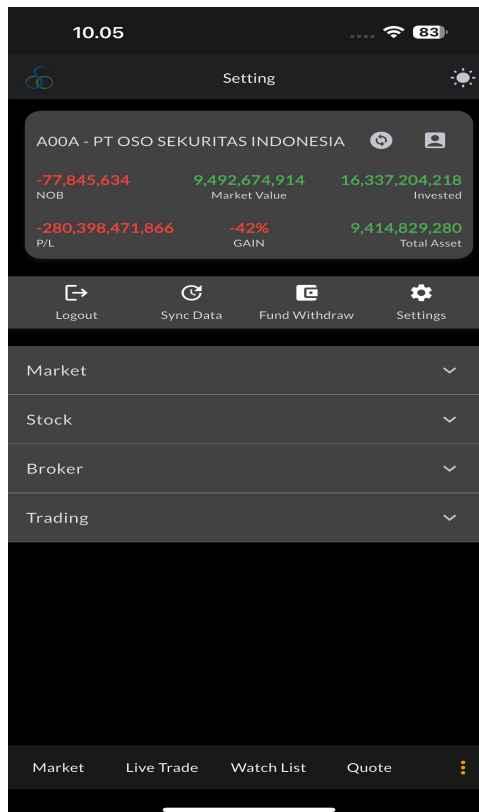 10.05
83
Setting
A00A - PT OSO SEKURITAS INDONESIA
-77,845,634 9,492,674,914 16,337,204,218
NOB Market Value Invested
-280,398,471,866 -42% 9,414,829,280
P/L GAIN Total Asset
Logout Sync Data Fund Withdraw Settings
Market
Stock
Broker
Trading
Market Live Trade Watch List Quote